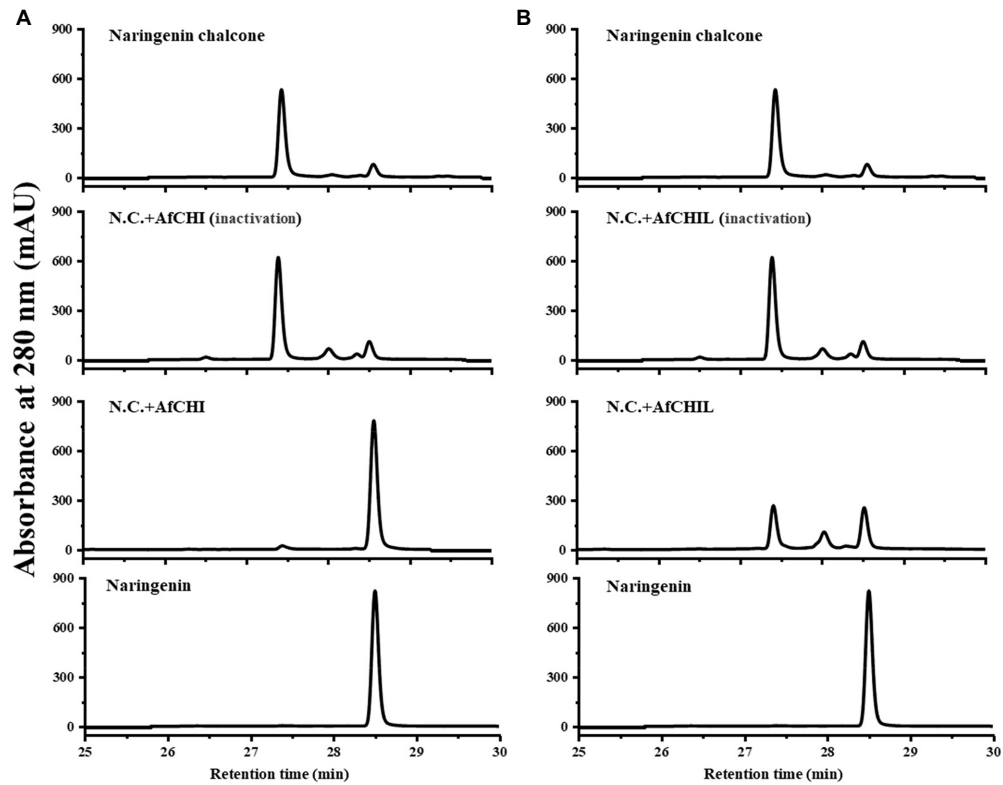 A
B
Absorbance at 280 nm (mAU)
Naringenin chalcone
900
600
300
0
N.C.+AfCHI (inactivation)
900
600
300
0
N.C.+AfCHI
900
600
300
0
Naringenin
900
600
300
0
25 26 27 28 29 30
Retention time (min)
Naringenin chalcone
900
600
300
0
N.C.+AfCHIL (inactivation)
900
600
300
0
N.C.+AfCHIL
900
600
300
0
Naringenin
900
600
300
0
25 26 27 28 29 30
Retention time (min)